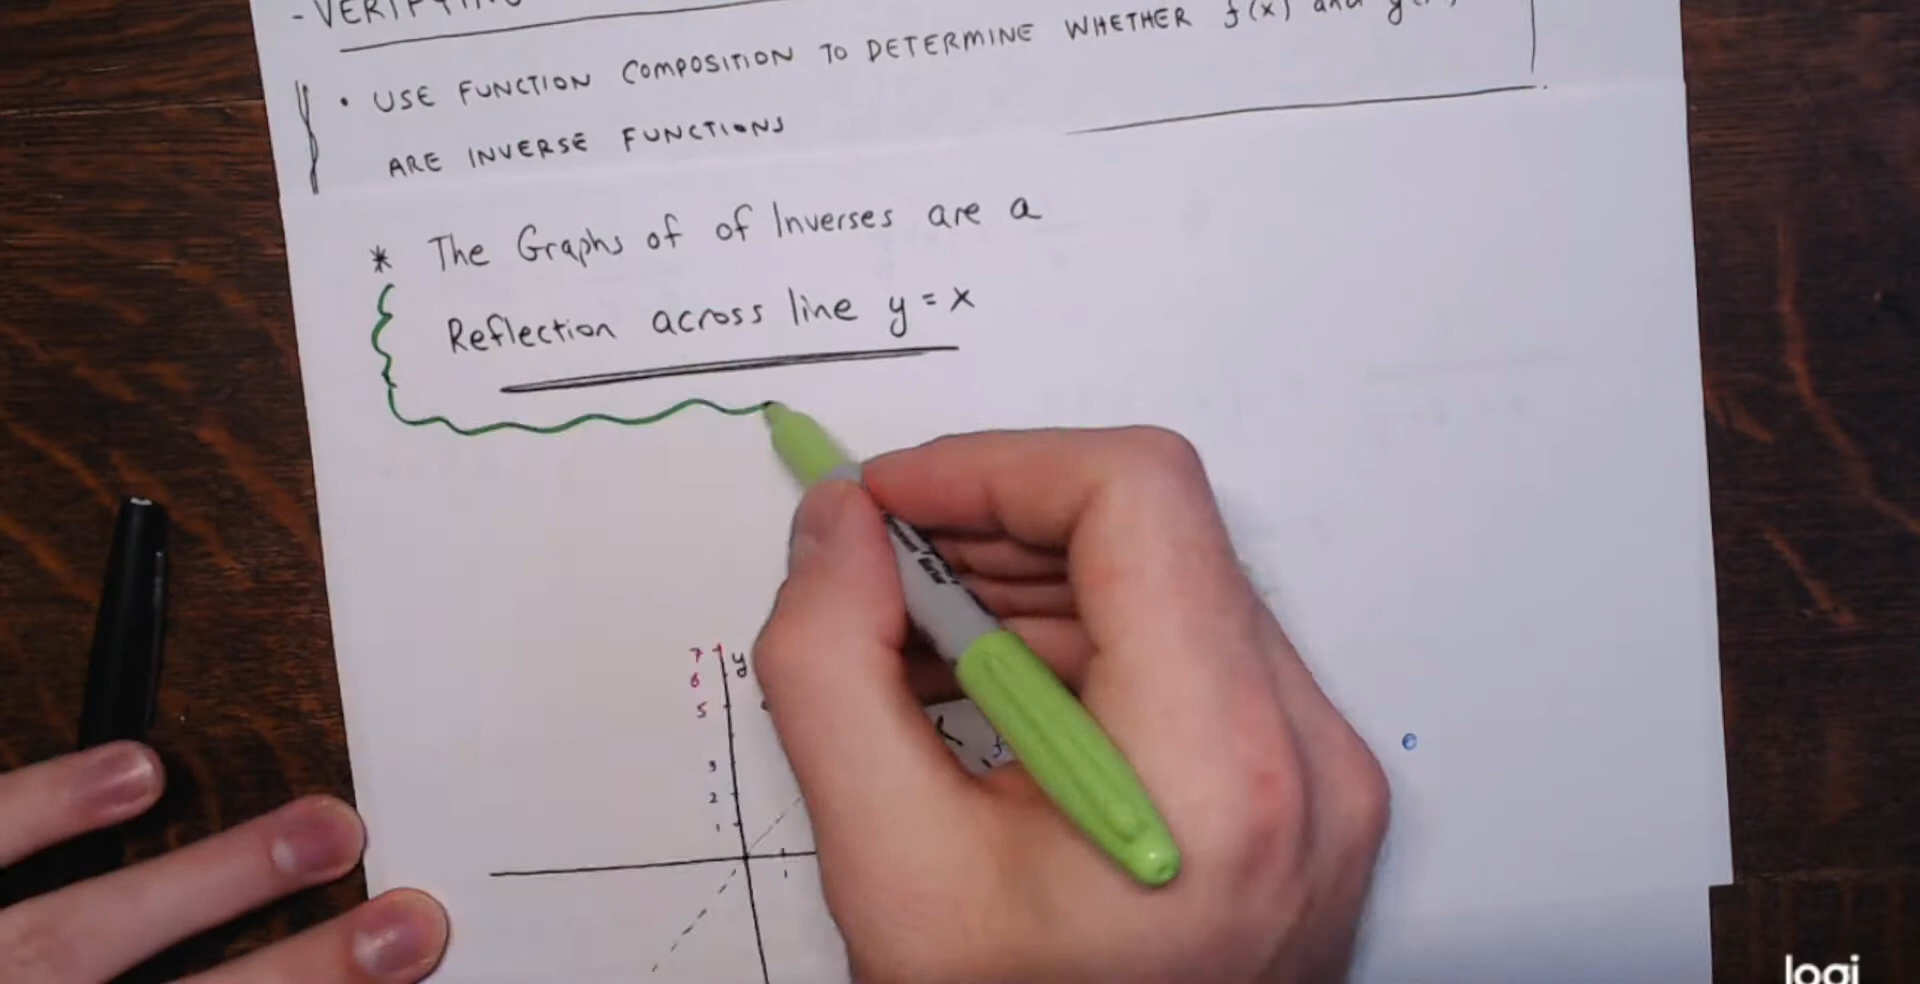 - VERIFYING
• USE FUNCTION COMPOSITION TO DETERMINE WHETHER f(x) and
ARE INVERSE FUNCTIONS
* The Graphs of of Inverses are a
Reflection across line y = x
7
y
6
5
3
2
1
1
logi